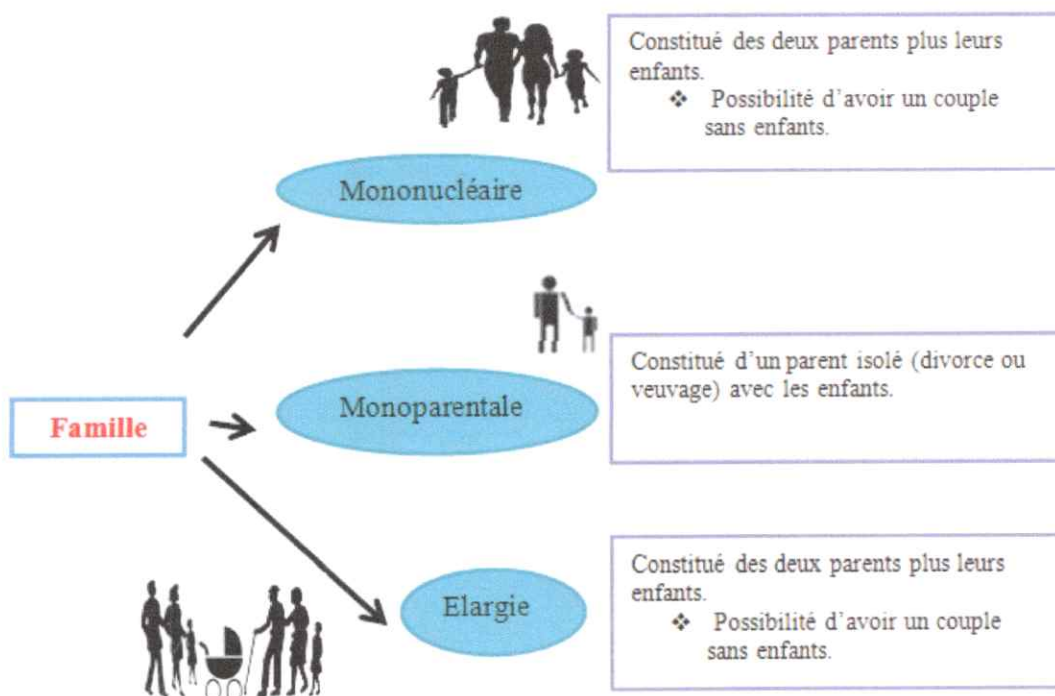 Constitué des deux parents plus leurs
enfants.
❖ Possibilité d'avoir un couple
sans enfants.
Mononucléaire
Constitué d'un parent isolé (divorce ou
veuvage) avec les enfants.
Monoparentale
Famille
Constitué des deux parents plus leurs
enfants.
❖ Possibilité d'avoir un couple
sans enfants.
Elargie